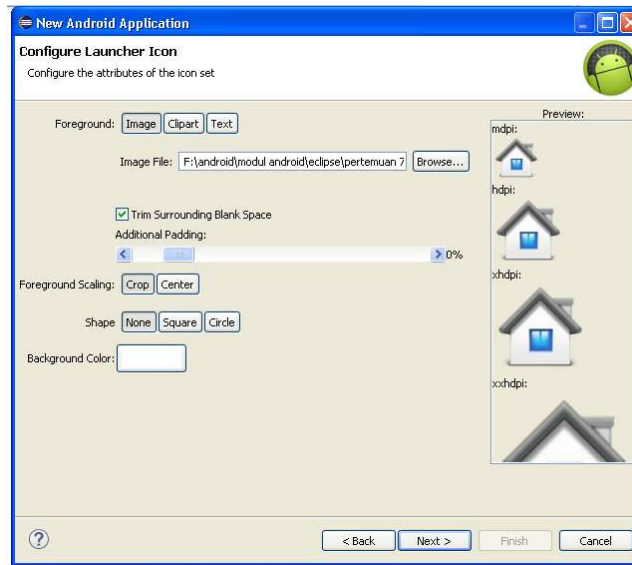 New Android Application
Configure Launcher Icon
Configure the attributes of the icon set
Foreground: Image Clipart Text
Image File: F:\android\modul android\eclipse\pertemuan 7 Browse...
Trim Surrounding Blank Space
Additional Padding:
0%
Foreground Scaling: Crop Center
Shape None Square Circle
Background Color:
Preview:
mdpi:
hdpi:
xhdpi:
xxhdpi:
? < Back Next > Finish Cancel